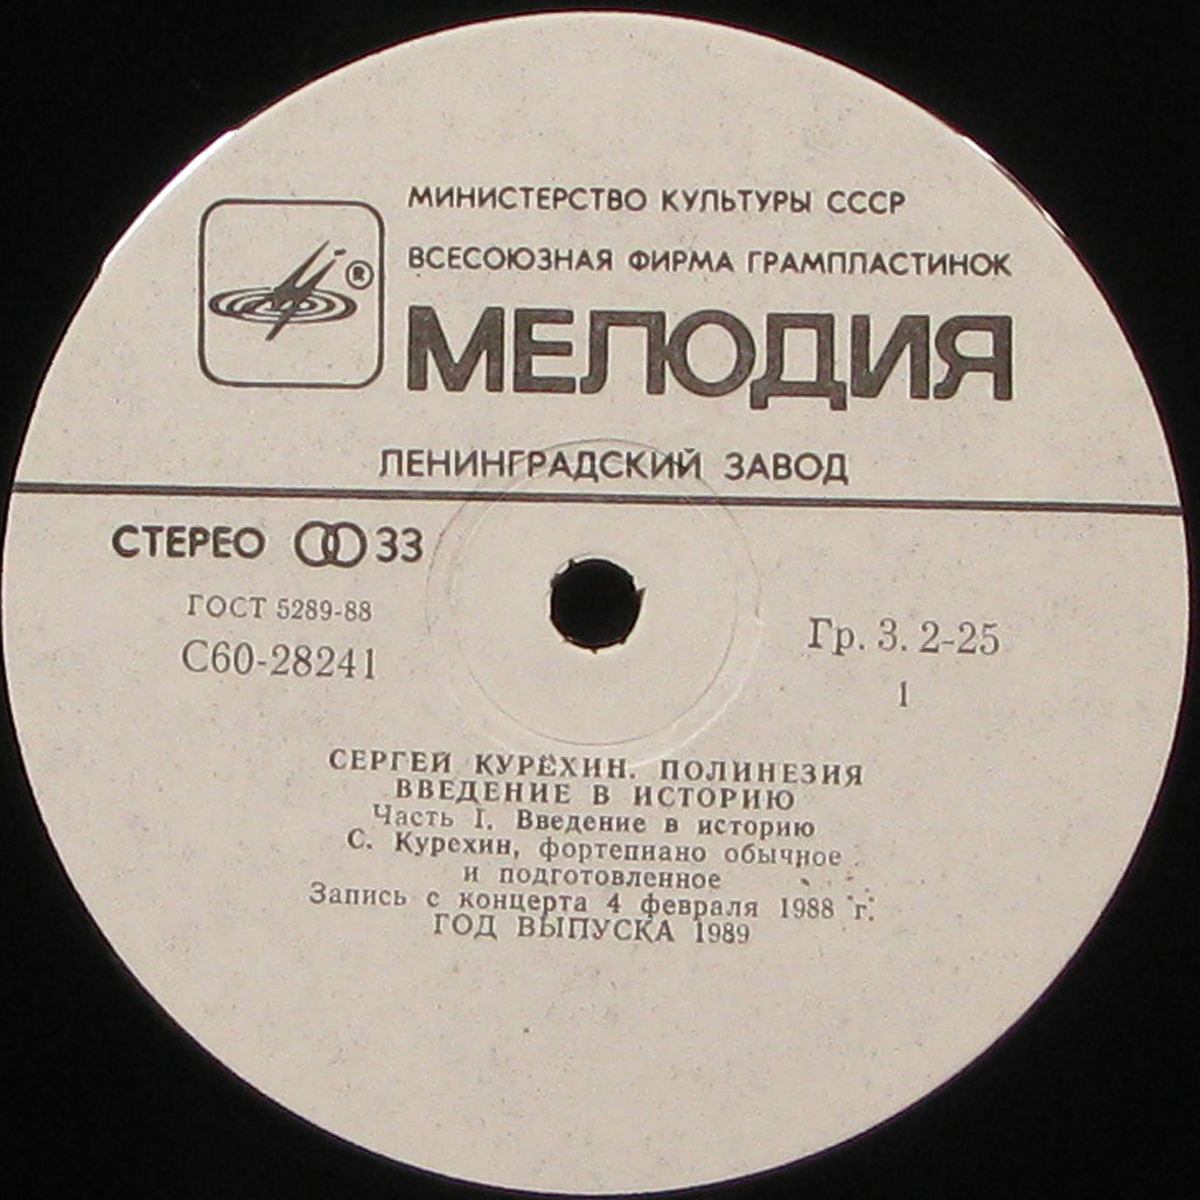 МИНИСТЕРСТВО КУЛЬТУРЫ СССР
ВСЕСОЮЗНАЯ ФИРМА ГРАМПЛАСТИНОК
®
МЕЛОДИЯ
ЛЕНИНГРАДСКИЙ ЗАВОД
СТЕРЕО 33
ГОСТ 5289-88
С60-28241
Гр. 3. 2-25
1
СЕРГЕЙ КУРЁХИН. ПОЛИНЕЗИЯ
ВВЕДЕНИЕ В ИСТОРИЮ
Часть I. Введение в историю
С. Курехин, фортепиано обычное
и подготовленное
Запись с концерта 4 февраля 1988 г.
ГОД ВЫПУСКА 1989